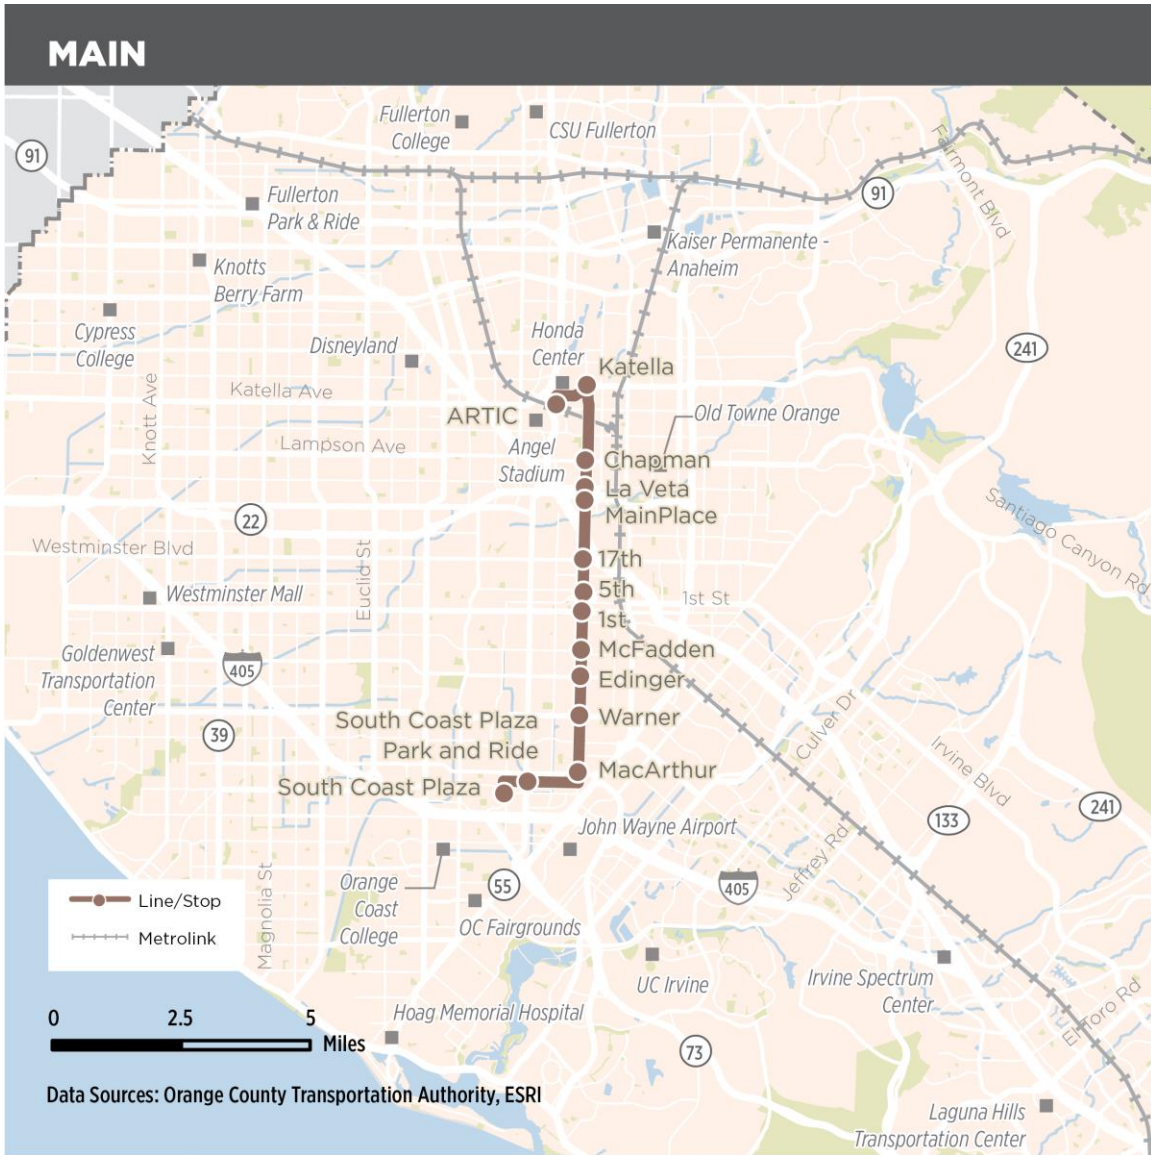 MAIN
91
Fullerton
College
CSU Fullerton
Fairmont Blvd
91
Fullerton
Park & Ride
Kaiser Permanente -
Anaheim
Knotts
Berry Farm
Cypress
College
Honda
Center
Disneyland
241
Katella
Knott Ave
Katella Ave
ARTIC
Old Towne Orange
Lampson Ave
Angel
Stadium
Chapman
La Veta
MainPlace
22
Santiago Canyon Rd
Westminster Blvd
Euclid St
17th
5th
1st St
Westminster Mall
1st
Goldenwest
Transportation
Center
405
McFadden
Edinger
39
South Coast Plaza
Park and Ride
Warner
Culver Dr
Irvine Blvd
South Coast Plaza
MacArthur
241
133
John Wayne Airport
Jeffrey Rd
Magnolia St
Orange
Coast
College
55
405
OC Fairgrounds
Line/Stop
Metrolink
UC Irvine
Irvine Spectrum
Center
El Toro Rd
Hoag Memorial Hospital
0 2.5 5
Miles
73
Data Sources: Orange County Transportation Authority, ESRI
Laguna Hills
Transportation Center